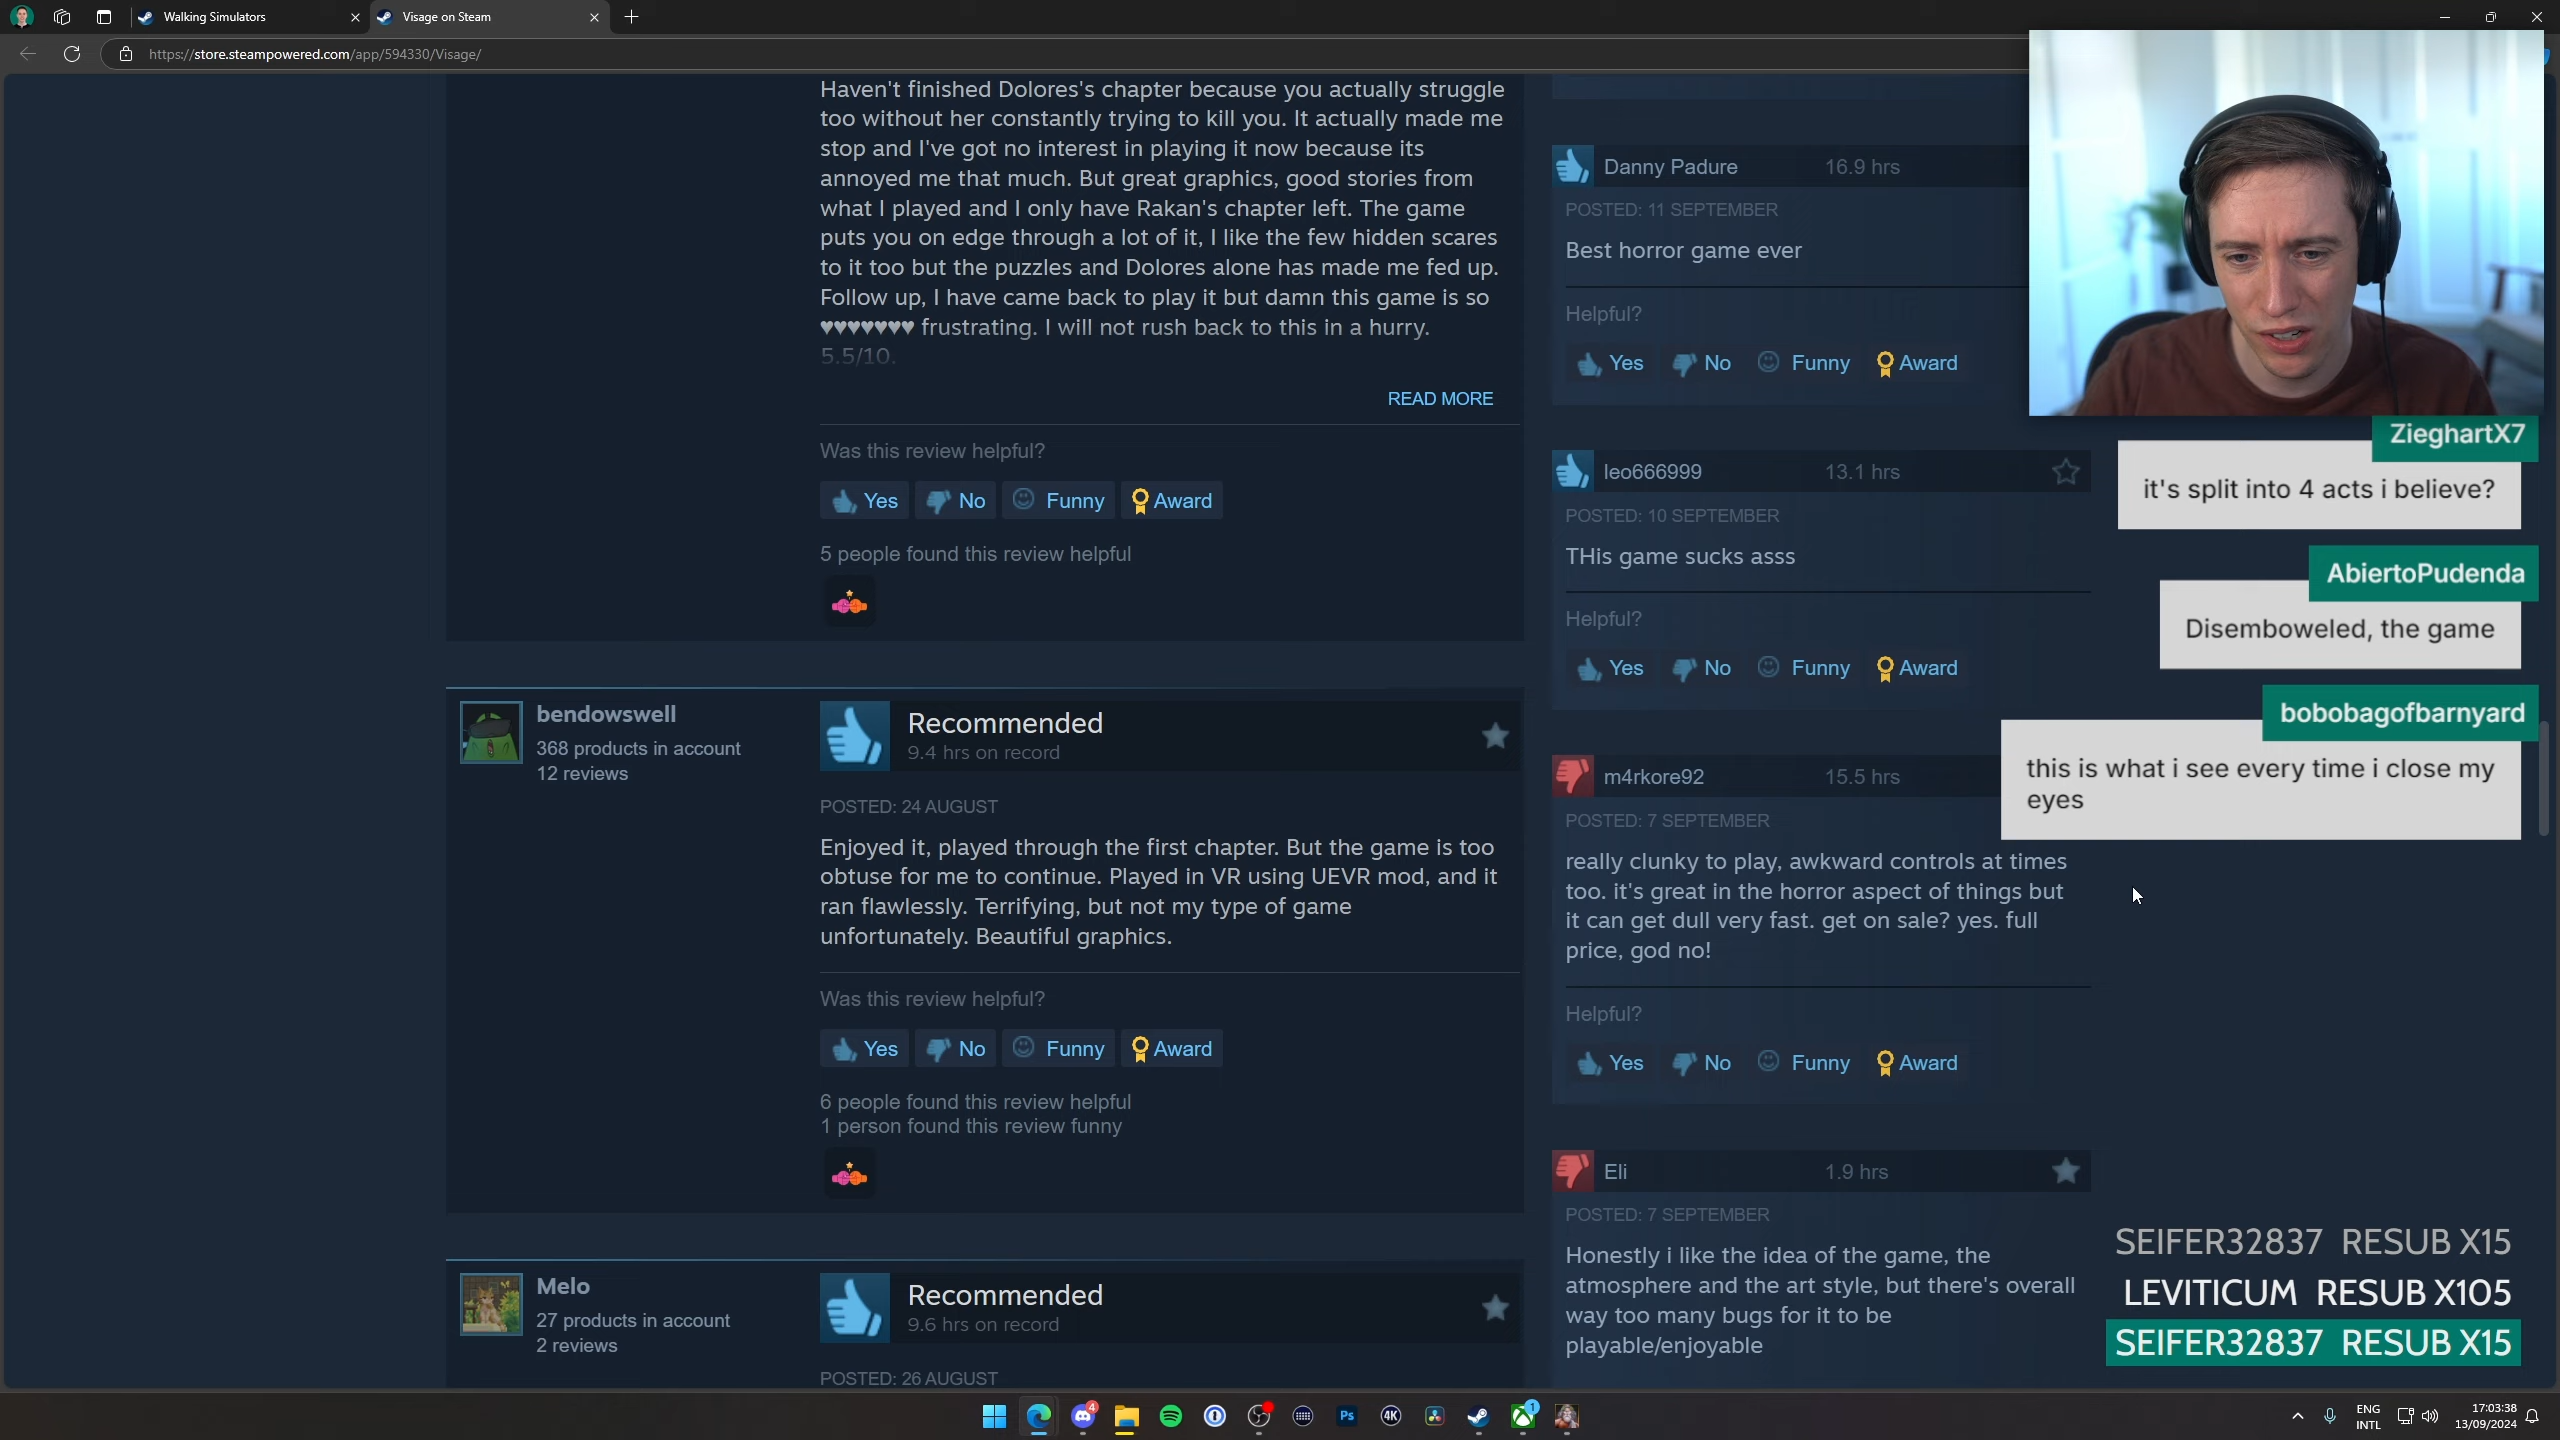 Walking Simulators
Visage on Steam
https://store.steampowered.com/app/594330/Visage/
Haven't finished Dolores's chapter because you actually struggle
too without her constantly trying to kill you. It actually made me
stop and I've got no interest in playing it now because its
annoyed me that much. But great graphics, good stories from
what I played and I only have Rakan's chapter left. The game
puts you on edge through a lot of it, I like the few hidden scares
to it too but the puzzles and Dolores alone has made me fed up.
Follow up, I have came back to play it but damn this game is so
♥♥♥♥♥♥♥ frustrating. I will not rush back to this in a hurry.
5.5/10.
READ MORE
Was this review helpful?
Yes No Funny Award
5 people found this review helpful
bendowswell
368 products in account
12 reviews
Recommended
9.4 hrs on record
POSTED: 24 AUGUST
Enjoyed it, played through the first chapter. But the game is too
obtuse for me to continue. Played in VR using UEVR mod, and it
ran flawlessly. Terrifying, but not my type of game
unfortunately. Beautiful graphics.
Was this review helpful?
Yes No Funny Award
6 people found this review helpful
1 person found this review funny
Melo
27 products in account
2 reviews
Recommended
9.6 hrs on record
POSTED: 26 AUGUST
Danny Padure 16.9 hrs
POSTED: 11 SEPTEMBER
Best horror game ever
Helpful?
Yes No Funny Award
leo666999 13.1 hrs
POSTED: 10 SEPTEMBER
THis game sucks asss
Helpful?
Yes No Funny Award
m4rkore92 15.5 hrs
POSTED: 7 SEPTEMBER
really clunky to play, awkward controls at times
too. it's great in the horror aspect of things but
it can get dull very fast. get on sale? yes. full
price, god no!
Helpful?
Yes No Funny Award
Eli 1.9 hrs
POSTED: 7 SEPTEMBER
Honestly i like the idea of the game, the
atmosphere and the art style, but there's overall
way too many bugs for it to be
playable/enjoyable
ZieghartX7
it's split into 4 acts i believe?
AbiertoPudenda
Disemboweled, the game
bobobagofbarnyard
this is what i see every time i close my
eyes
SEIFER32837 RESUB X15
LEVITICUM RESUB X105
SEIFER32837 RESUB X15
4
Ps
4K
1
ENG
INTL
17:03:38
13/09/2024